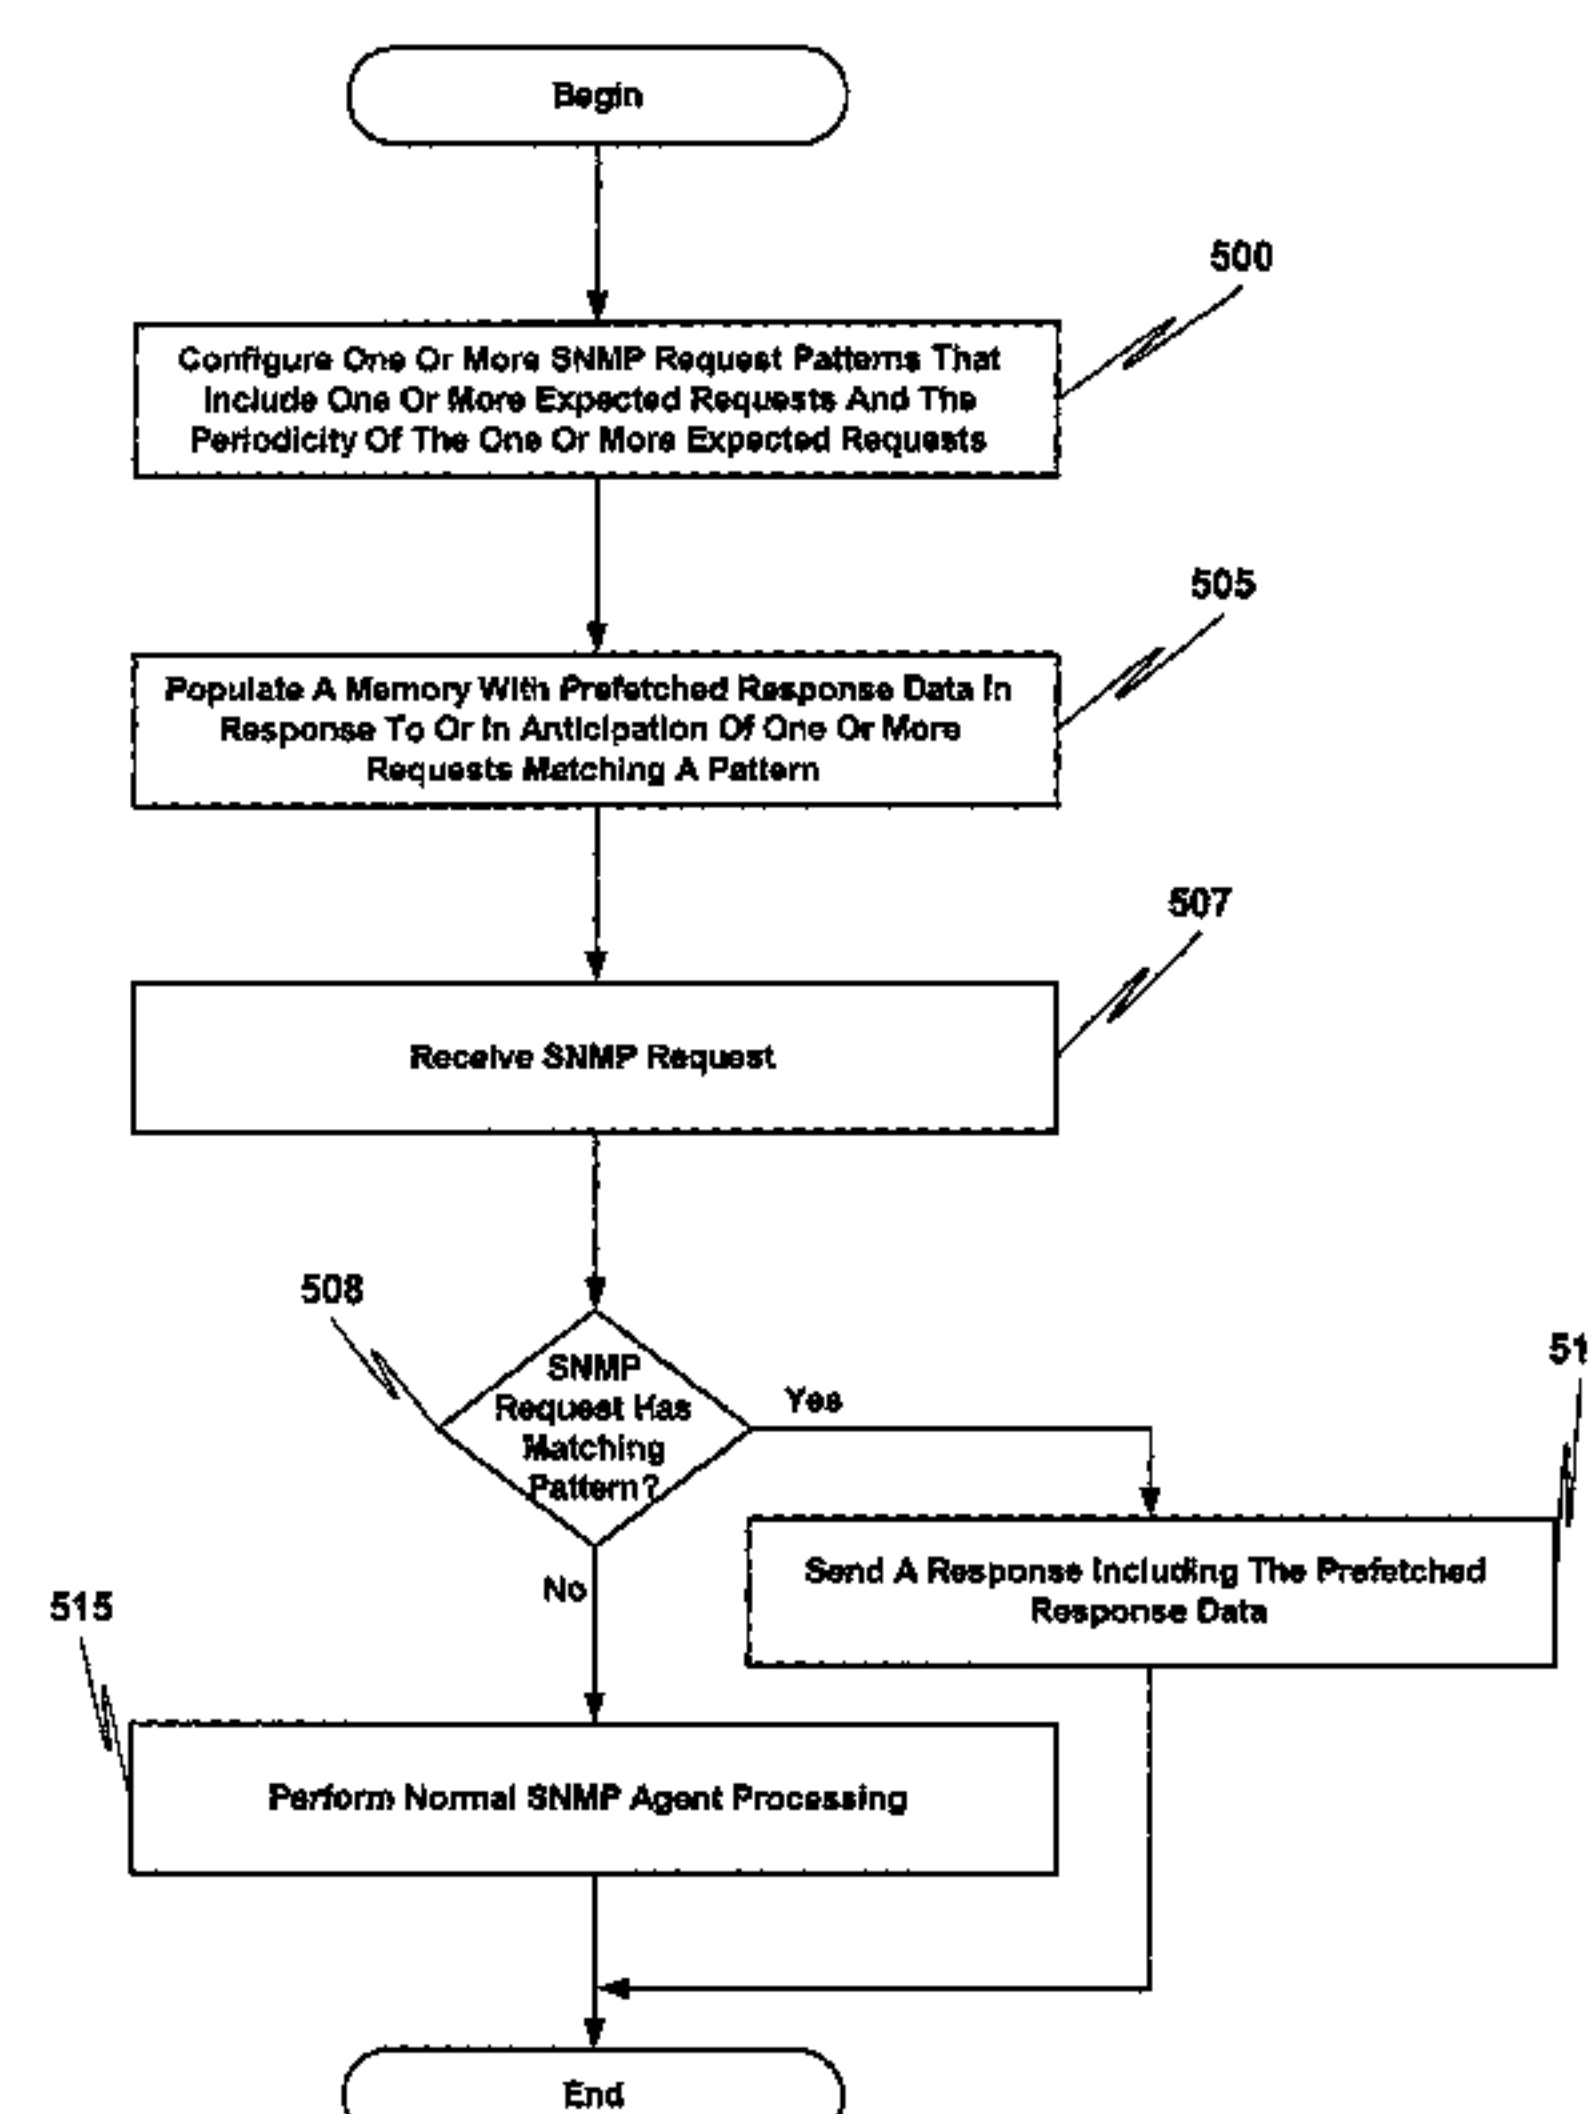 Begin
500
Configure One Or More SNMP Request Patterns That
Include One Or More Expected Requests And The
Periodicity Of The One Or More Expected Requests
505
Populate A Memory With Prefetched Response Data In
Response To Or In Anticipation Of One Or More
Requests Matching A Pattern
507
Receive SNMP Request
508
SNMP
Request Has
Matching
Pattern?
Yes
51
Send A Response Including The Prefetched
Response Data
No
515
Perform Normal SNMP Agent Processing
End